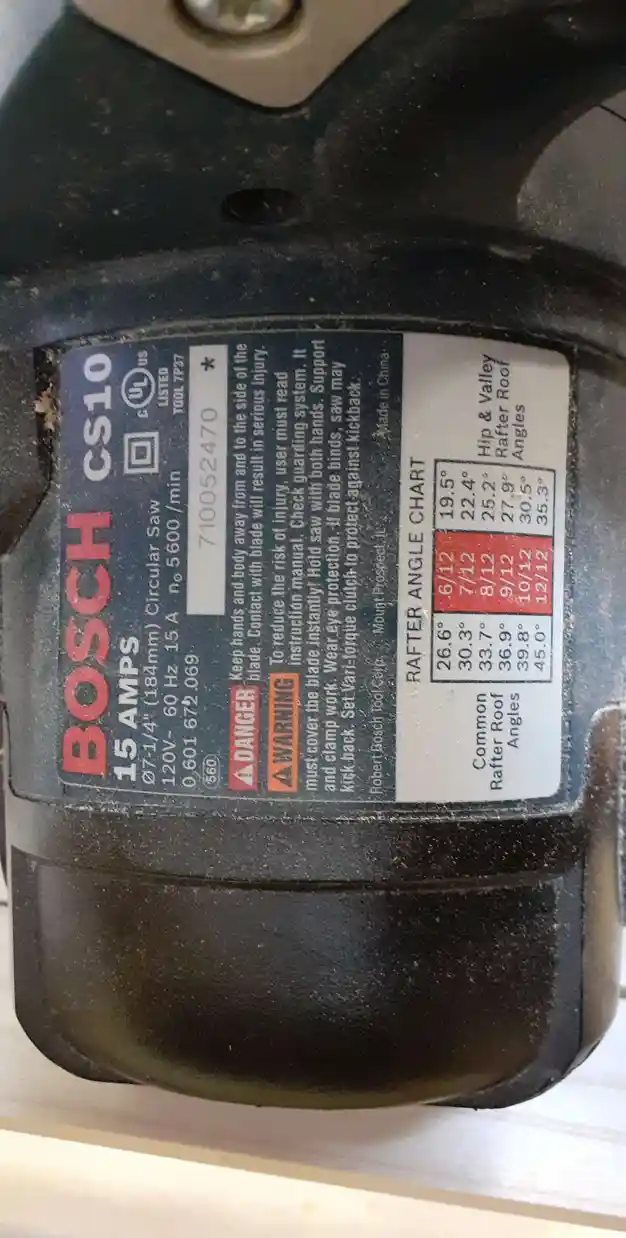 BOSCH CS10
15 AMPS
Ø7-1/4" (184mm) Circular Saw
120V~ 60 Hz 15 A n₀ 5600 /min
0 601 672 069
560
C UL US
LISTED
TOOL 7P37
710052470 *
DANGER Keep hands and body away from and to the side of the
blade. Contact with blade will result in serious injury.
WARNING To reduce the risk of injury, user must read
instruction manual. Check guarding system. It
must cover the blade instantly! Hold saw with both hands. Support
and clamp work. Wear eye protection. If blade binds, saw may
kick back. Set Vari-torque clutch to protect against kickback.
Robert Bosch Tool Corp. Mount Prospect, IL Made in China
RAFTER ANGLE CHART
Common
Rafter Roof
Angles
26.6° 6/12 19.5°
30.3° 7/12 22.4°
33.7° 8/12 25.2°
36.9° 9/12 27.9°
39.8° 10/12 30.5°
45.0° 12/12 35.3°
Hip & Valley
Rafter Roof
Angles